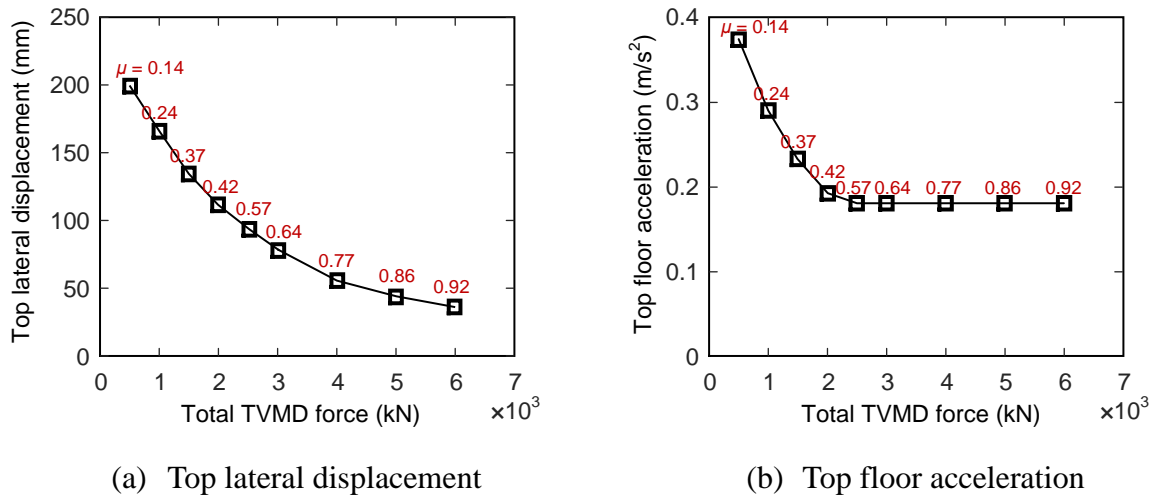 250
200
150
100
50
0
Top lateral displacement (mm)
μ = 0.14
0.24
0.37
0.42
0.57
0.64
0.77
0.86
0.92
0 1 2 3 4 5 6 7
Total TVMD force (kN) ×10³
(a) Top lateral displacement
0.4
0.3
0.2
0.1
0
Top floor acceleration (m/s²)
μ = 0.14
0.24
0.37
0.42
0.57 0.64 0.77 0.86 0.92
0 1 2 3 4 5 6 7
Total TVMD force (kN) ×10³
(b) Top floor acceleration